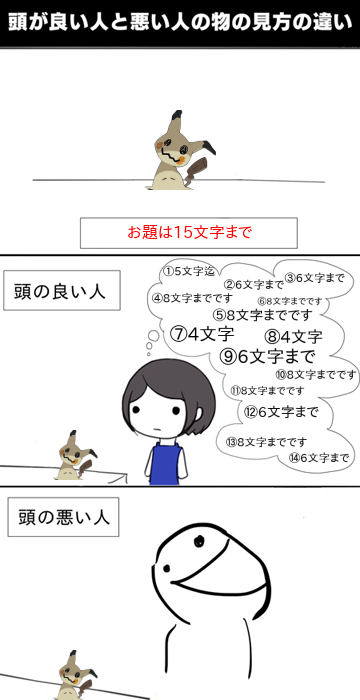 頭が良い人と悪い人の物の見方の違い
お題は15文字まで
頭の良い人
①5文字迄
②6文字まで
③6文字まで
④8文字までです
⑥8文字までです
⑤8文字までです
⑦4文字
⑧4文字
⑨6文字まで
⑩8文字までです
⑪8文字までです
⑫6文字まで
⑬8文字までです
⑭6文字まで
頭の悪い人